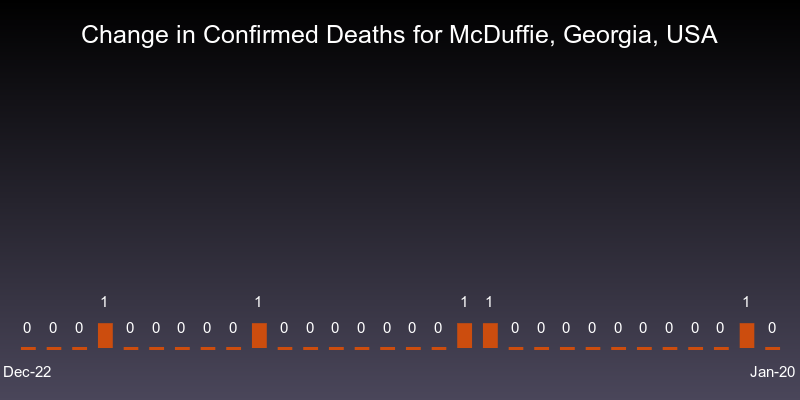 Change in Confirmed Deaths for McDuffie, Georgia, USA
1 1 1 1 1
0 0 0 0 0 0 0 0 0 0 0 0 0 0 0 0 0 0 0 0 0 0 0 0 0
Dec-22 Jan-20